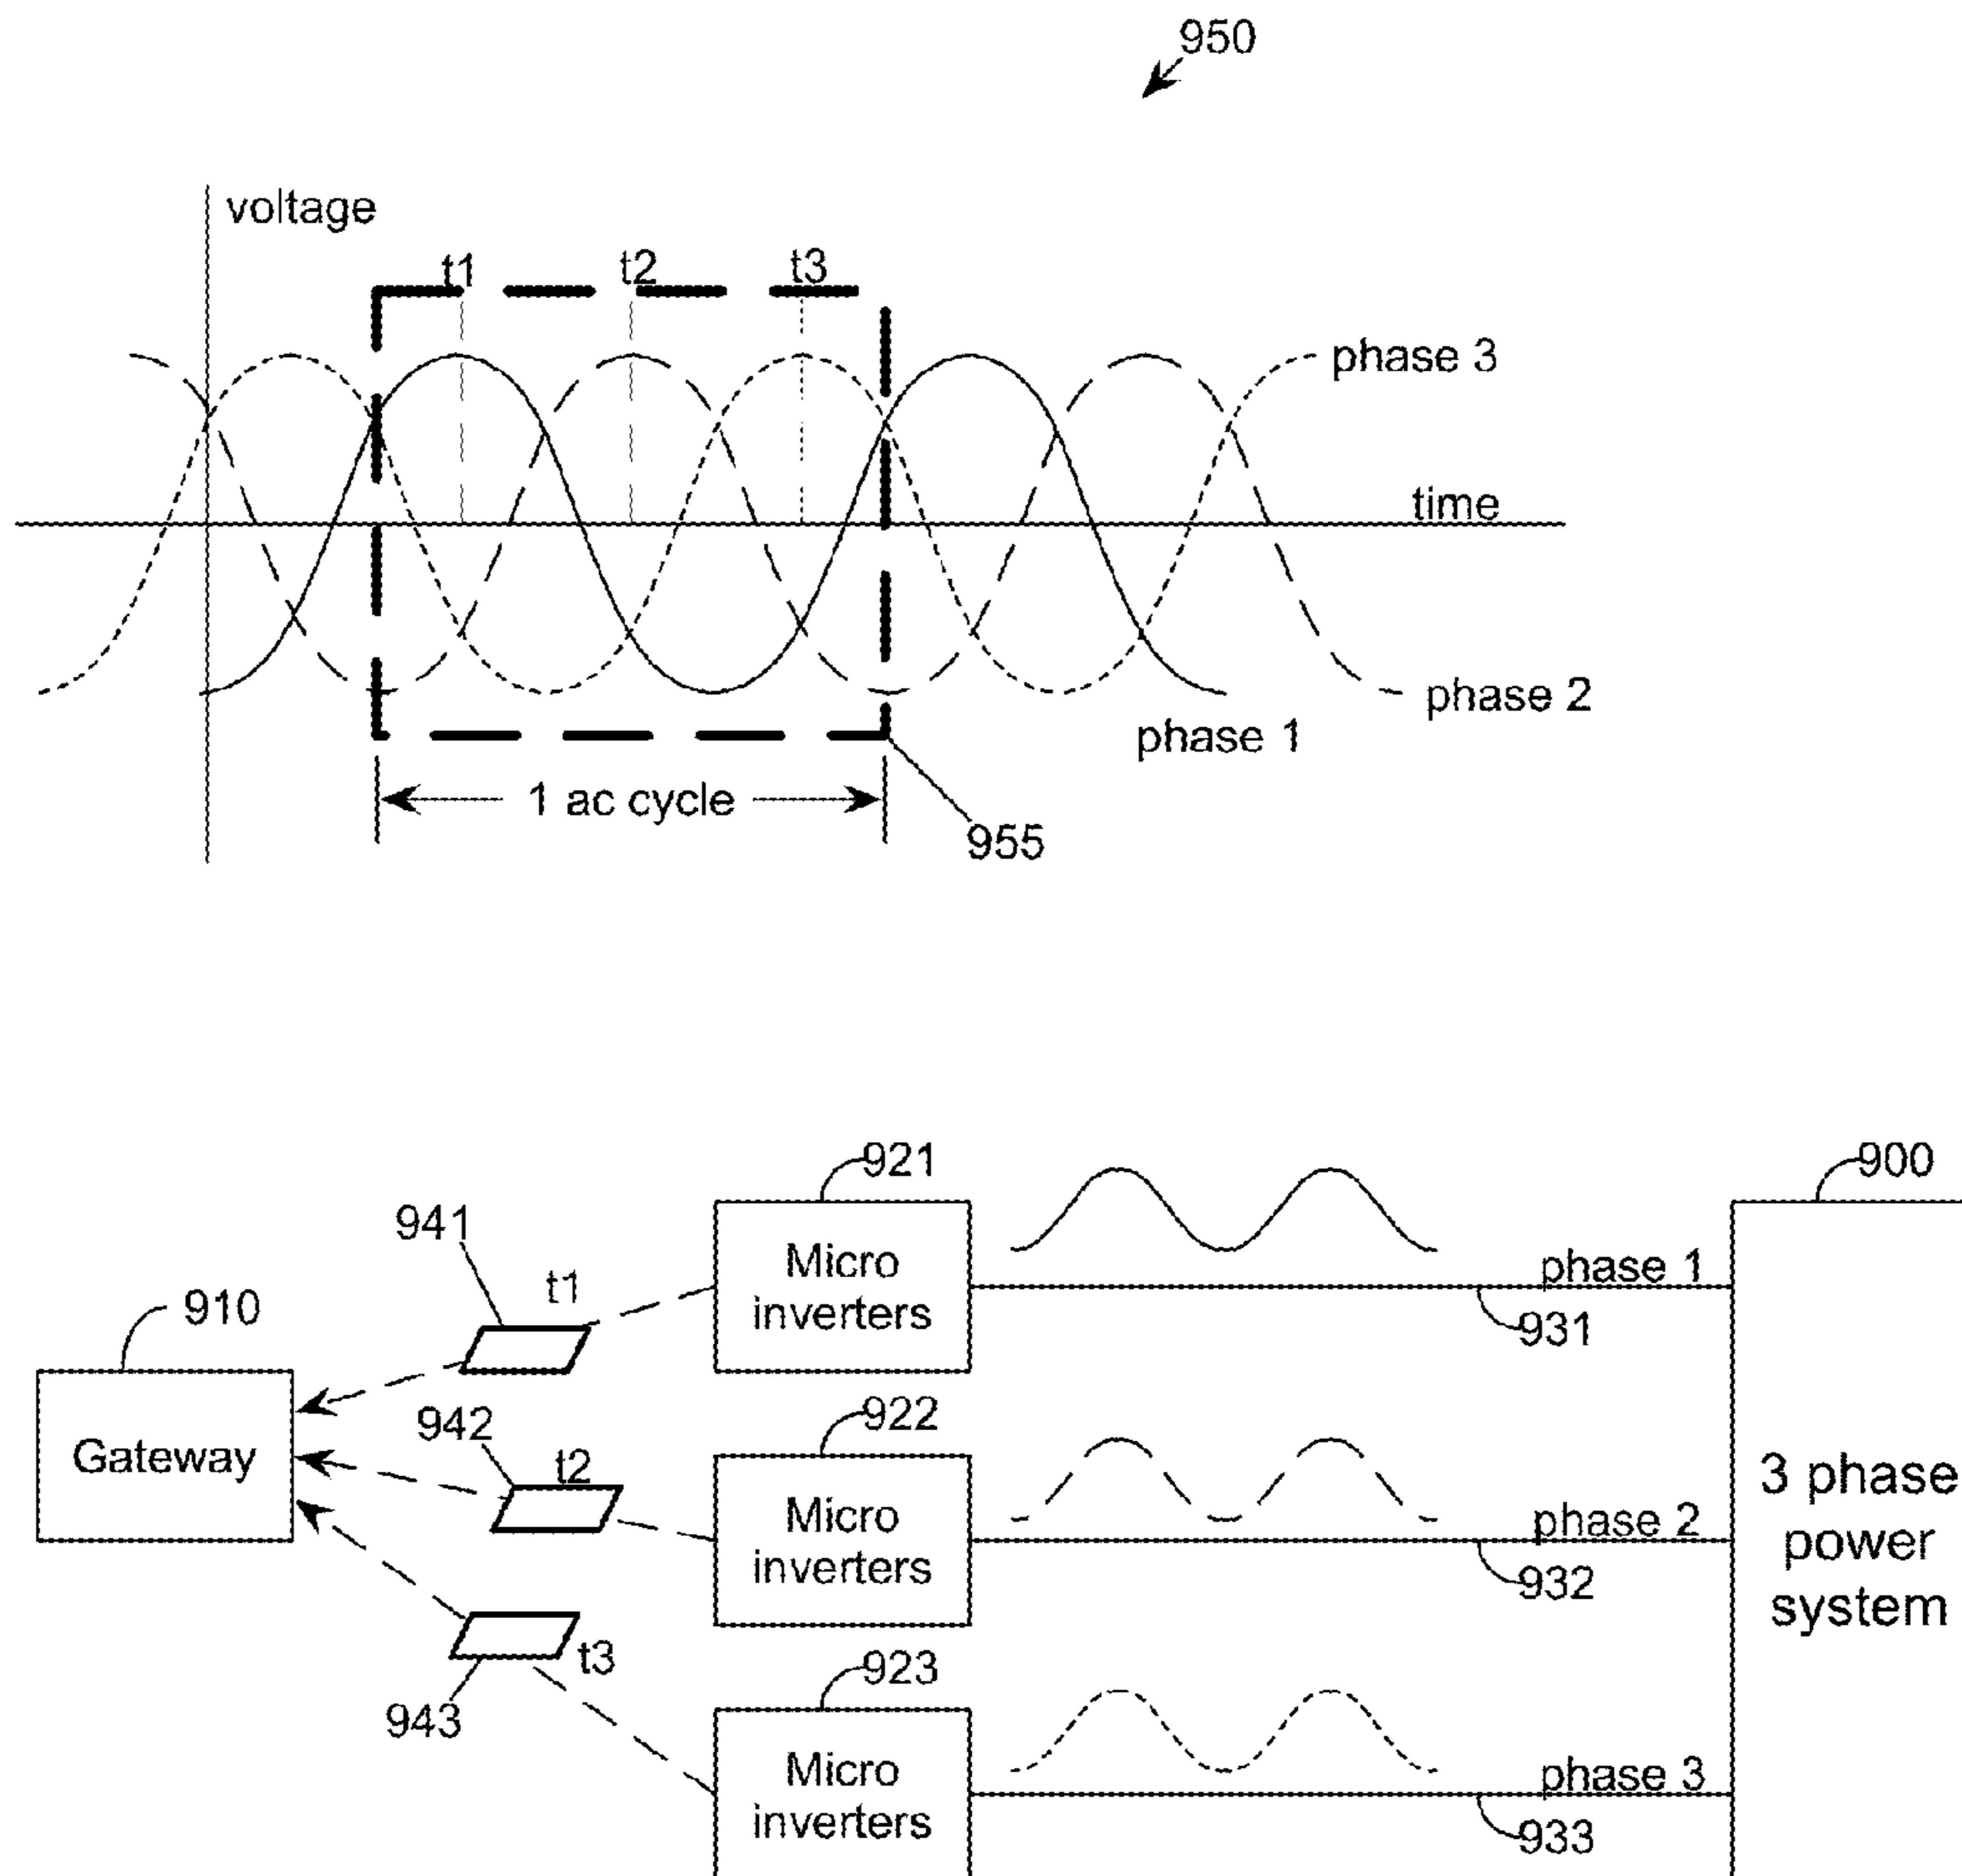 950
voltage
t1
t2
t3
phase 3
time
phase 2
phase 1
1 ac cycle
955
921
900
941
t1
Micro
inverters
phase 1
910
931
Gateway
942
t2
922
Micro
inverters
phase 2
932
3 phase
power
system
t3
943
923
Micro
inverters
phase 3
933